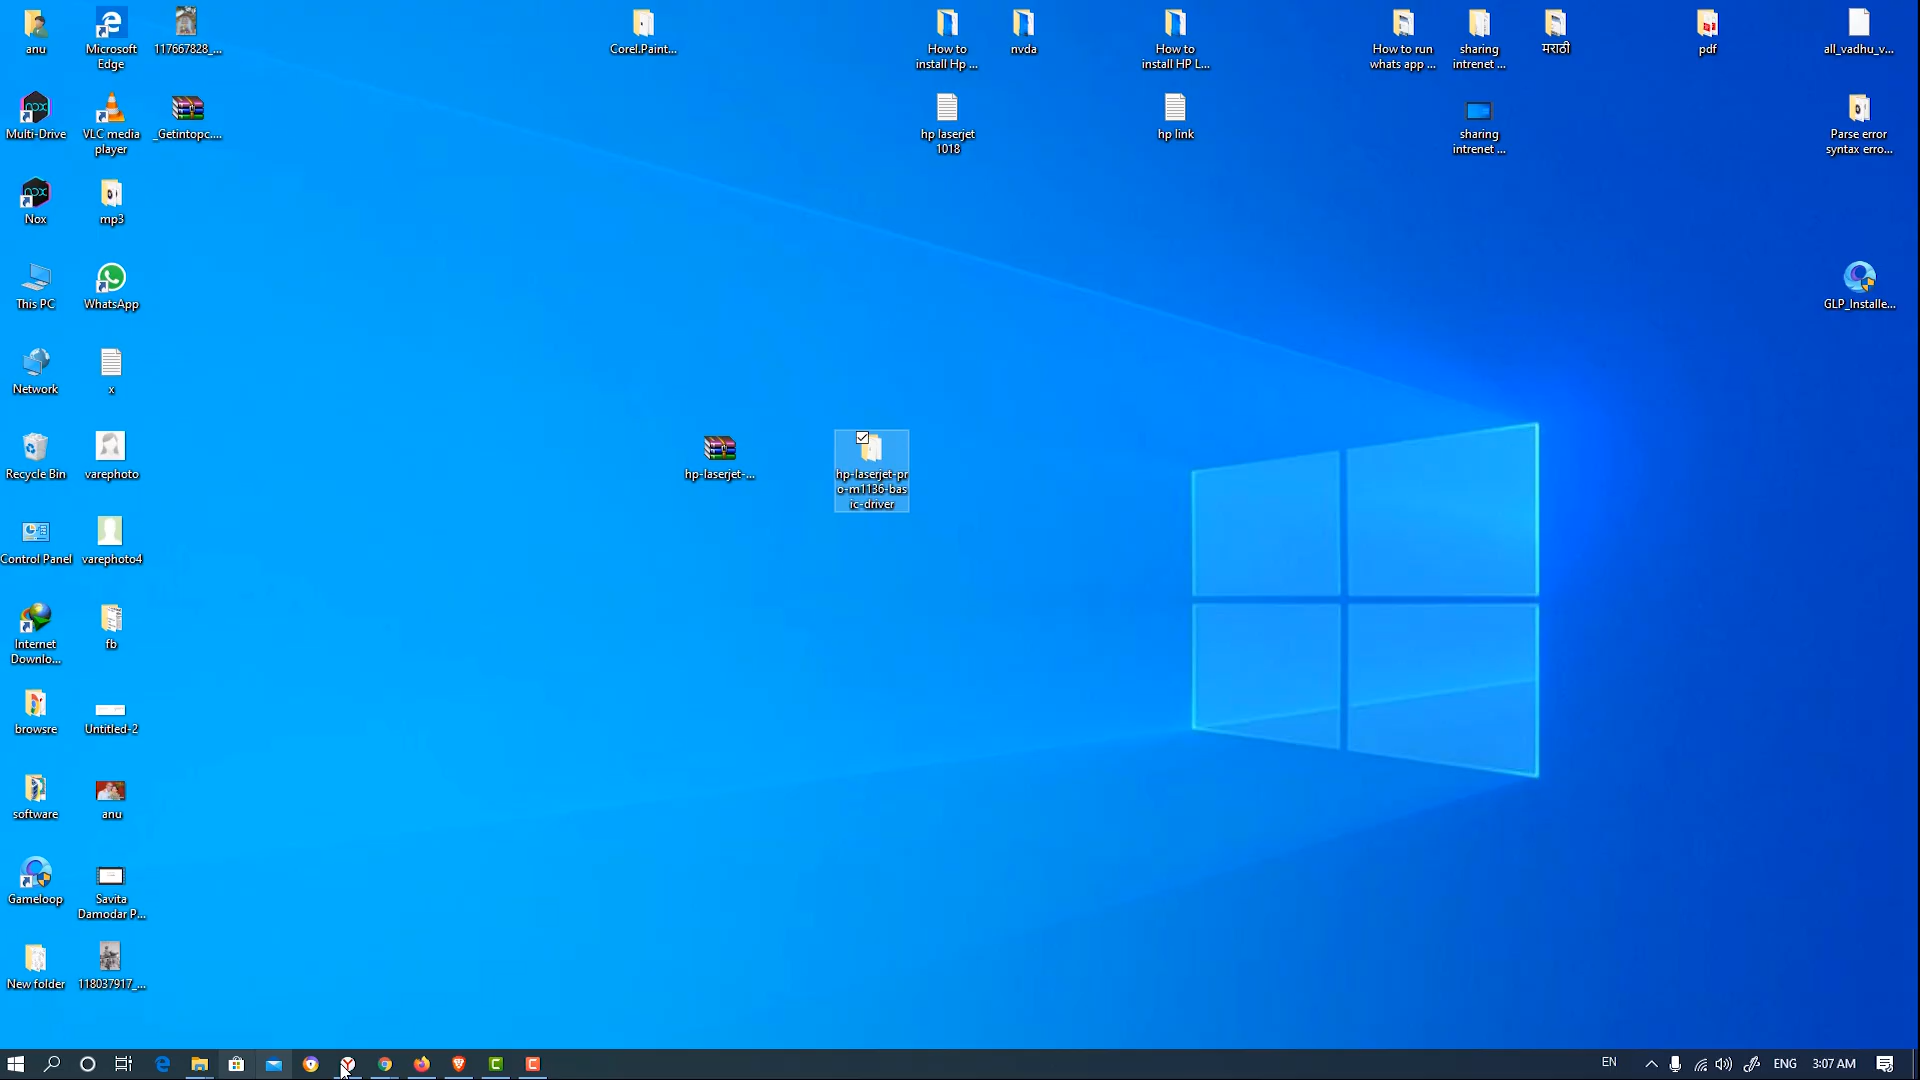 anu
Microsoft
Edge
117667828_...
Corel.Paint...
How to
install Hp ...
nvda
How to
install HP L...
How to run
whats app ...
sharing
intrenet ...
मराठी
pdf
all_vadhu_v...
Multi-Drive
VLC media
player
_Getintopc....
hp laserjet
1018
hp link
sharing
intrenet ...
Parse error
syntax erro...
Nox
mp3
This PC
WhatsApp
GLP_Installe...
Network
x
Recycle Bin
varephoto
hp-laserjet-...
hp-laserjet-pr
o-m1136-bas
ic-driver
Control Panel
varephoto4
Internet
Downlo...
fb
browsre
Untitled-2
software
anu
Gameloop
Savita
Damodar P...
New folder
118037917_...
EN
ENG
3:07 AM